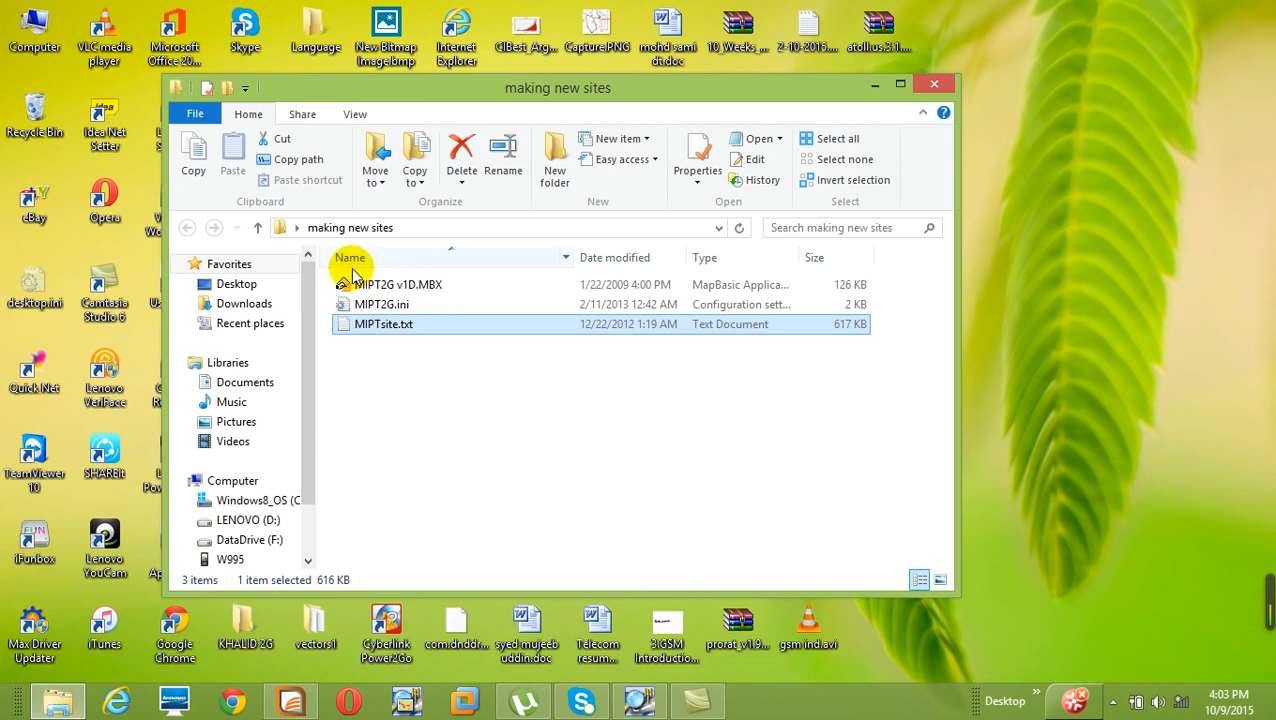 Computer
VLC media
player
Microsoft
Office 20...
Skype
Language
New Bitmap
Image.bmp
Internet
Explorer
CIBest_Arg...
Capture.PNG
mohd sami
dt.doc
10_Weeks_...
2-10-2015....
atoll.us.3.1....
making new sites
File
Home
Share
View
Copy
Paste
Cut
Copy path
Paste shortcut
Clipboard
Move
to
Copy
to
Delete
Rename
Organize
New
folder
New item
Easy access
New
Properties
Open
Edit
History
Open
Select all
Select none
Invert selection
Select
making new sites
Search making new sites
Name
Date modified
Type
Size
MIPT2G v1D.MBX
1/22/2009 4:00 PM
MapBasic Applica...
126 KB
MIPT2G.ini
2/11/2013 12:42 AM
Configuration sett...
2 KB
MIPTsite.txt
12/22/2012 1:19 AM
Text Document
617 KB
Favorites
Desktop
Downloads
Recent places
Libraries
Documents
Music
Pictures
Videos
Computer
Windows8_OS (C
LENOVO (D:)
DataDrive (F:)
W995
3 items
1 item selected
616 KB
Recycle Bin
Idea Net
Setter
eBay
Opera
desktop.ini
Camtasia
Studio 6
Quick Net
Lenovo
VeriFace
TeamViewer
10
SHAREit
iFunbox
Lenovo
YouCam
Max Driver
Updater
iTunes
Google
Chrome
KHALID 2G
vectors1
Cyberlink
Power2Go
com.dnddr...
syed mujeeb
uddin.doc
Telecom
resum...
3.GSM
Introductio...
prorat_v1.9...
gsm ind.avi
Desktop
4:03 PM
10/9/2015